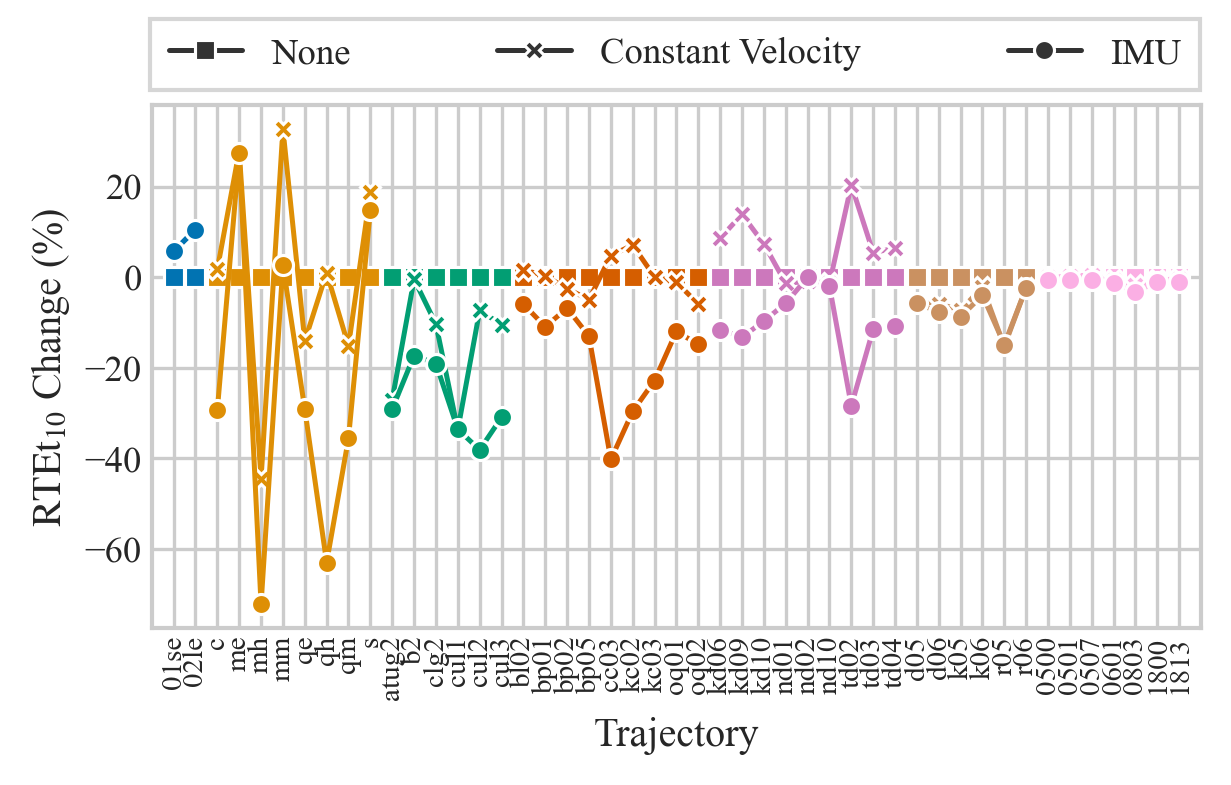 None Constant Velocity IMU
20
0
−20
−40
−60
RTEt10 Change (%)
01se 02le c me mh mm qe qh qm s atug2 b2 clg2 cul1 cul2 cul3 bl02 bp01 bp02 bp05 cc03 kc02 kc03 oq01 oq02 kd06 kd09 kd10 nd01 nd02 nd10 td02 td03 td04 d05 d06 k05 k06 r05 r06 0500 0501 0507 0601 0803 1800 1813
Trajectory